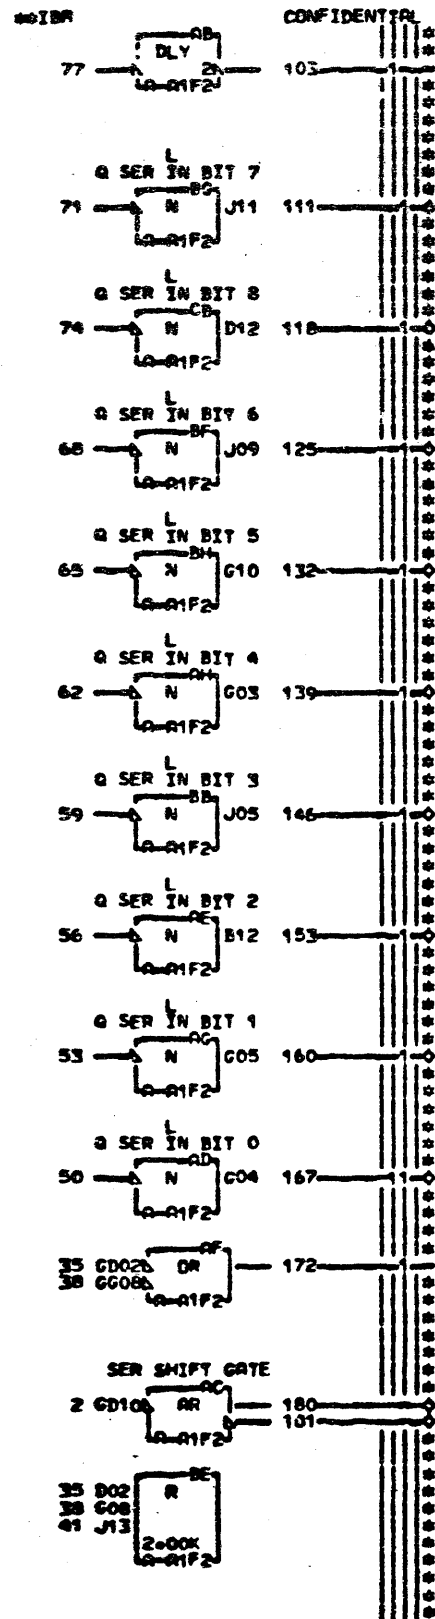 **IBM CONFIDENTIAL
AB
DLY
77 2 103 1
A-A1F2
L
Q SER IN BIT 7
BG
71 N J11 111 1
A-A1F2
L
Q SER IN BIT 8
CB
74 N D12 118 1
A-A1F2
L
Q SER IN BIT 6
BF
68 N J09 125 1
A-A1F2
L
Q SER IN BIT 5
BH
65 N G10 132 1
A-A1F2
L
Q SER IN BIT 4
AH
62 N G03 139 1
A-A1F2
L
Q SER IN BIT 3
BB
59 N J05 146 1
A-A1F2
L
Q SER IN BIT 2
AE
56 N B12 153 1
A-A1F2
L
Q SER IN BIT 1
AG
53 N G05 160 1
A-A1F2
L
Q SER IN BIT 0
AD
50 N G04 167 1
A-A1F2
AF
35 GD02 OR 172 1
38 GG08
A-A1F2
SER SHIFT GATE
AC
2 GD10 AR 180
101
A-A1F2
BE
35 D02 R
38 G08
41 J13
2.00K
A-A1F2